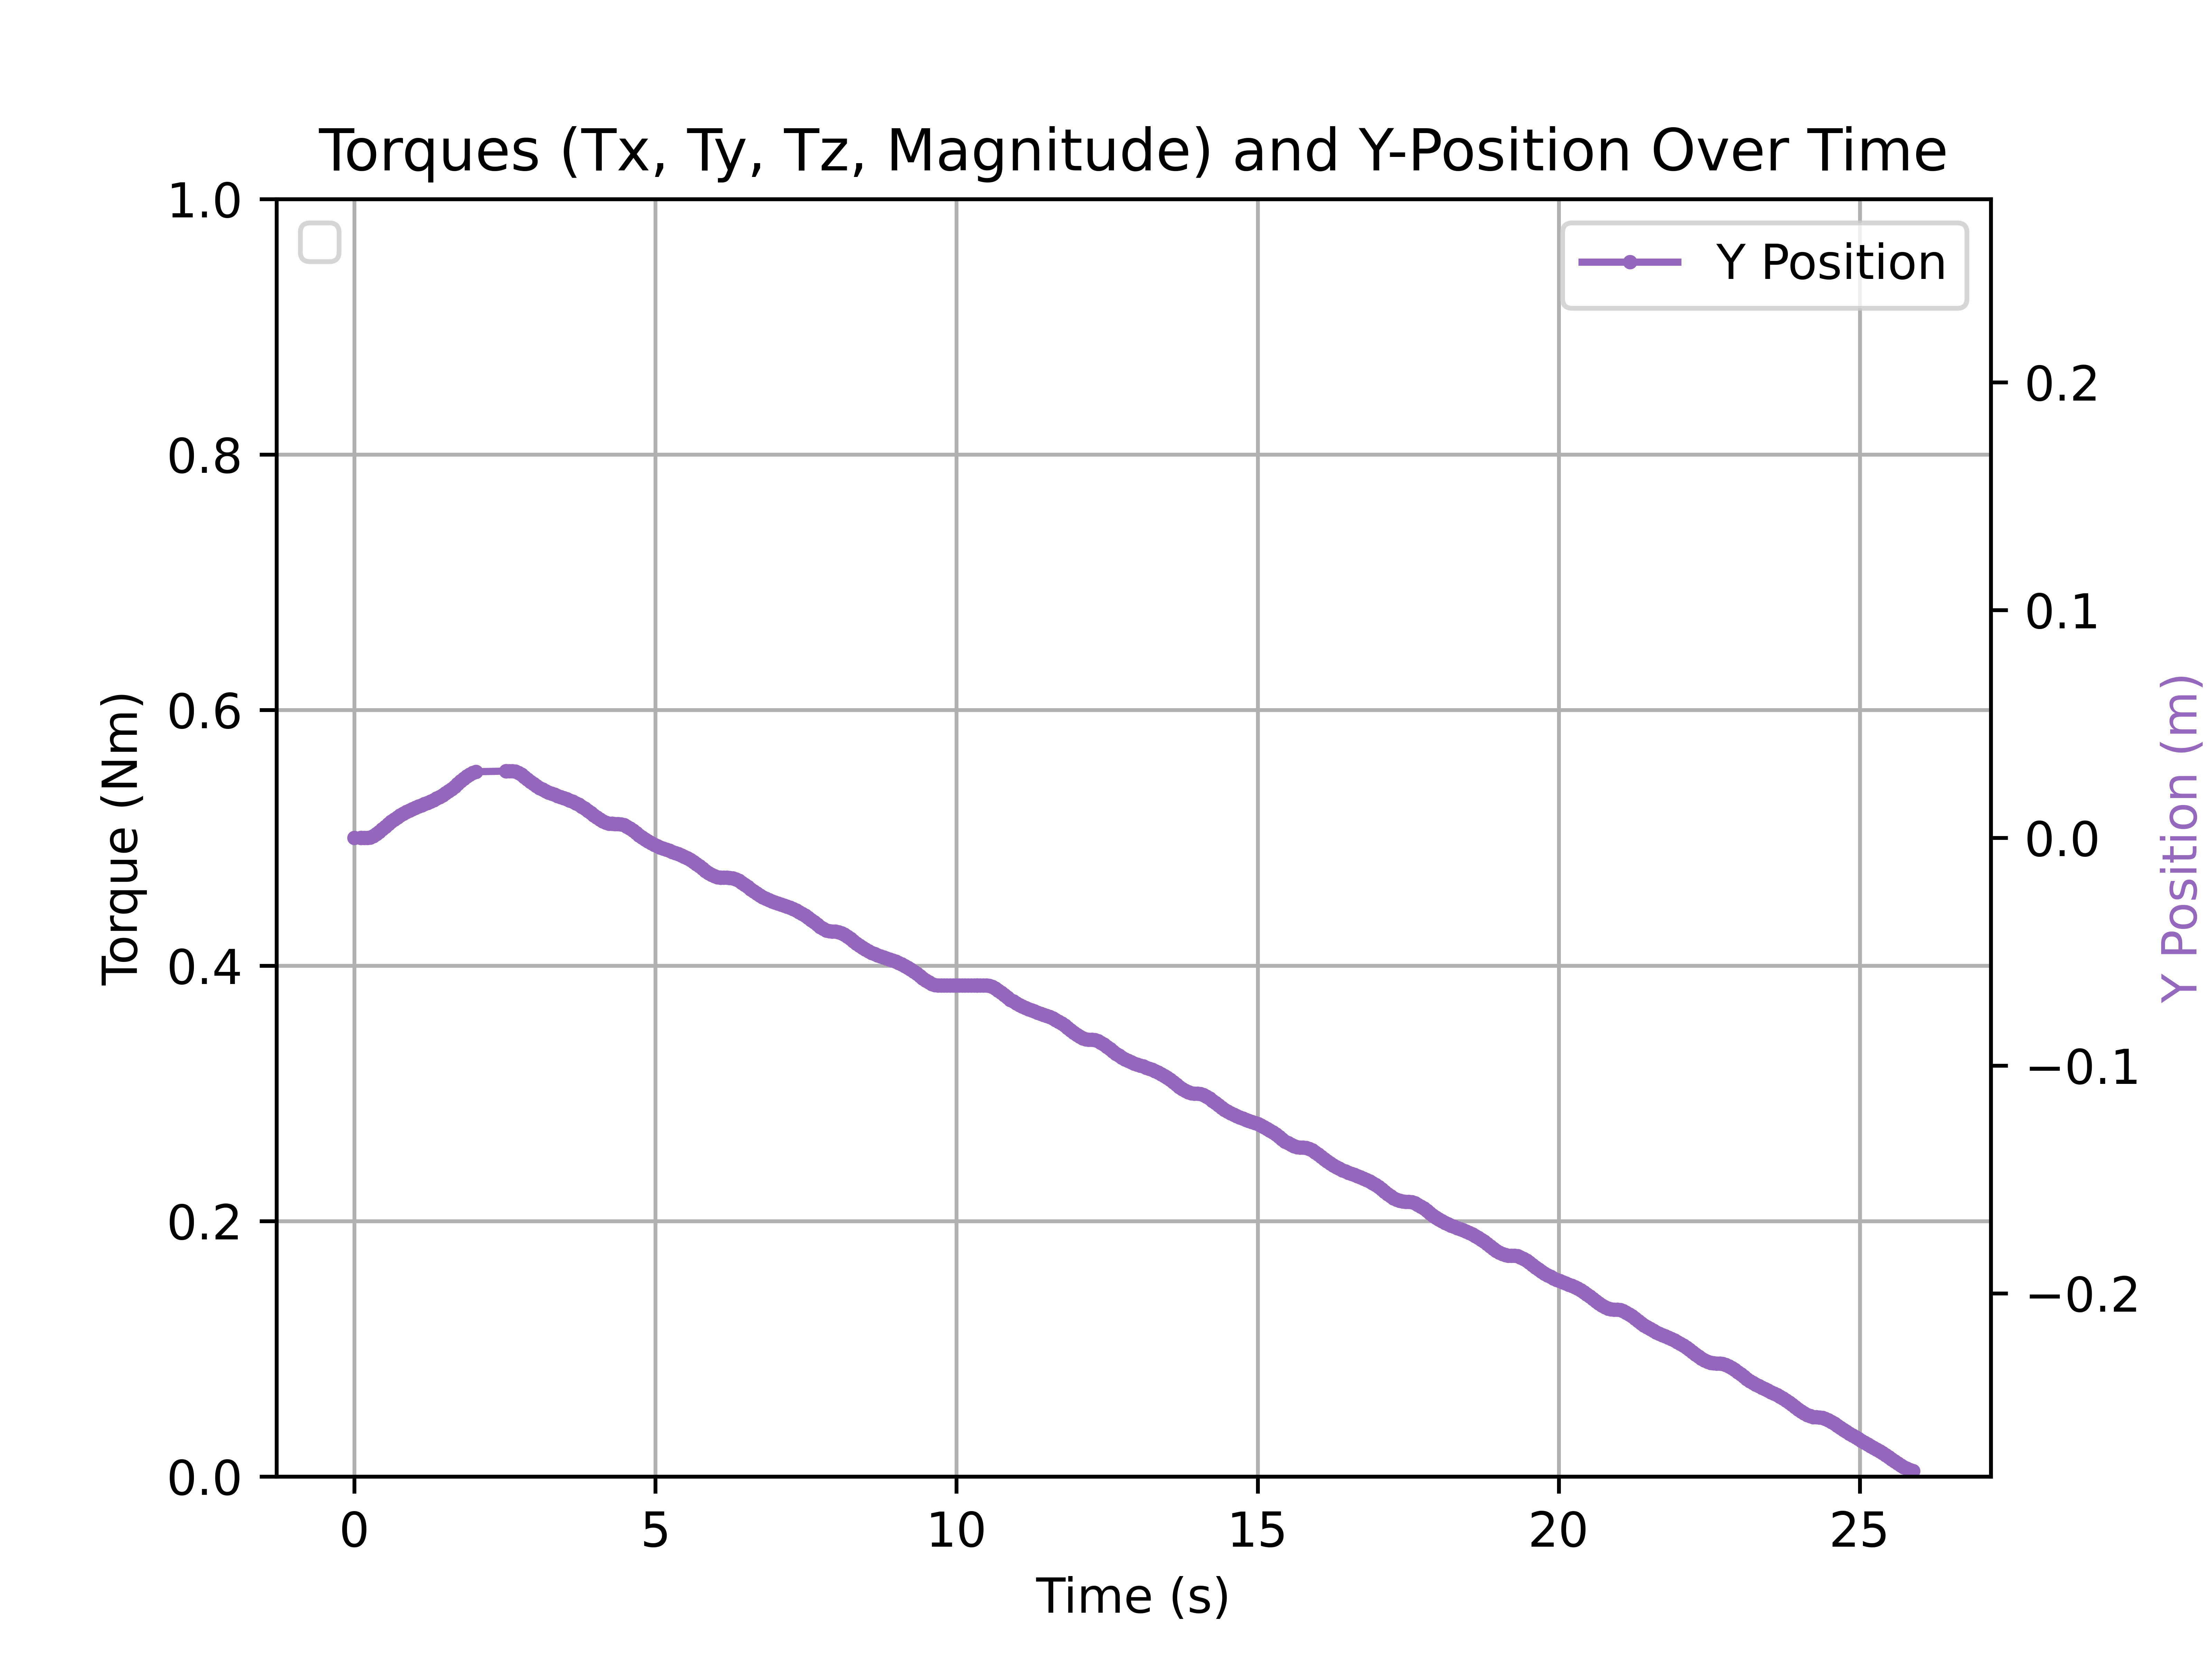 Torques (Tx, Ty, Tz, Magnitude) and Y-Position Over Time
Y Position
Torque (Nm)
1.0
0.8
0.6
0.4
0.2
0.0
0.2
0.1
0.0
−0.1
−0.2
Y Position (m)
0 5 10 15 20 25
Time (s)